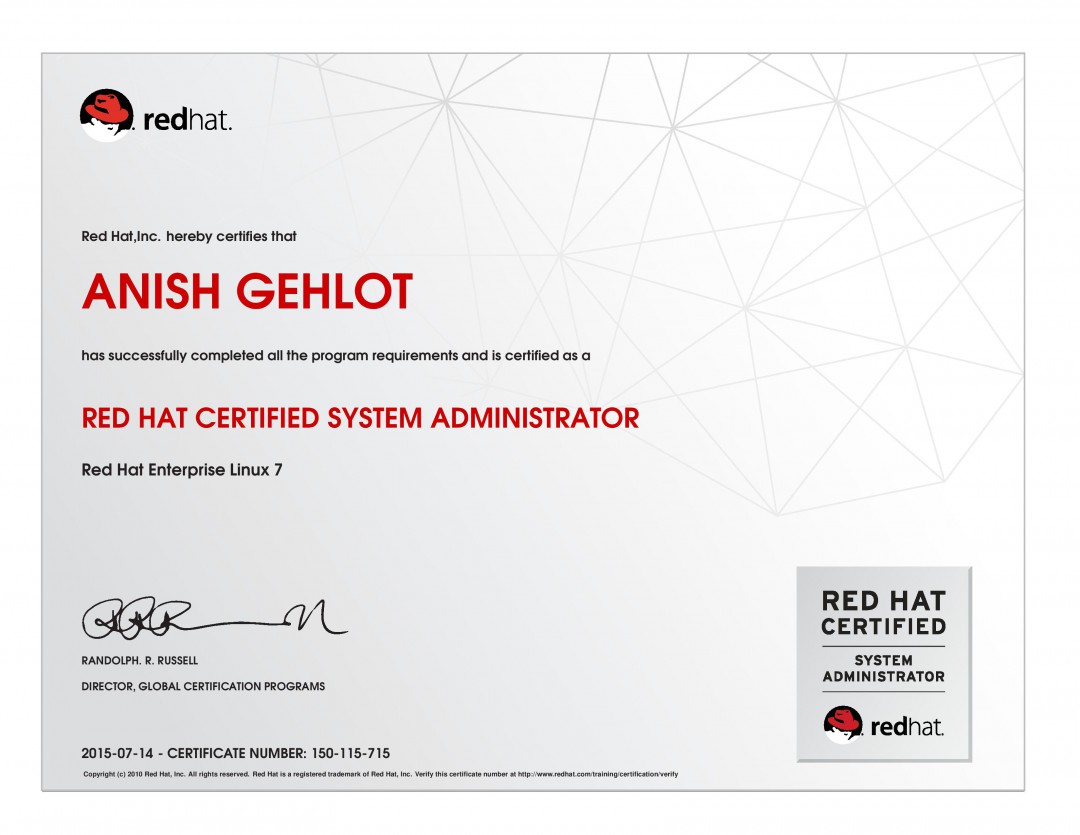 redhat.
Red Hat,Inc. hereby certifies that
ANISH GEHLOT
has successfully completed all the program requirements and is certified as a
RED HAT CERTIFIED SYSTEM ADMINISTRATOR
Red Hat Enterprise Linux 7
RANDOLPH. R. RUSSELL
DIRECTOR, GLOBAL CERTIFICATION PROGRAMS
2015-07-14 - CERTIFICATE NUMBER: 150-115-715
Copyright (c) 2010 Red Hat, Inc. All rights reserved. Red Hat is a registered trademark of Red Hat, Inc. Verify this certificate number at http://www.redhat.com/training/certification/verify
RED HAT
CERTIFIED
SYSTEM
ADMINISTRATOR
redhat.